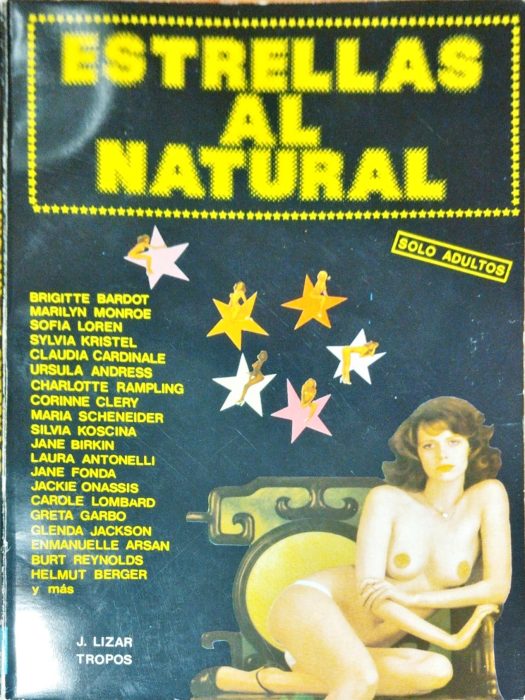 ESTRELLAS
AL
NATURAL
SOLO ADULTOS
BRIGITTE BARDOT
MARILYN MONROE
SOFIA LOREN
SYLVIA KRISTEL
CLAUDIA CARDINALE
URSULA ANDRESS
CHARLOTTE RAMPLING
CORINNE CLERY
MARIA SCHENEIDER
SILVIA KOSCINA
JANE BIRKIN
LAURA ANTONELLI
JANE FONDA
JACKIE ONASSIS
CAROLE LOMBARD
GRETA GARBO
GLENDA JACKSON
ENMANUELLE ARSAN
BURT REYNOLDS
HELMUT BERGER
y más
J. LIZAR
TROPOS